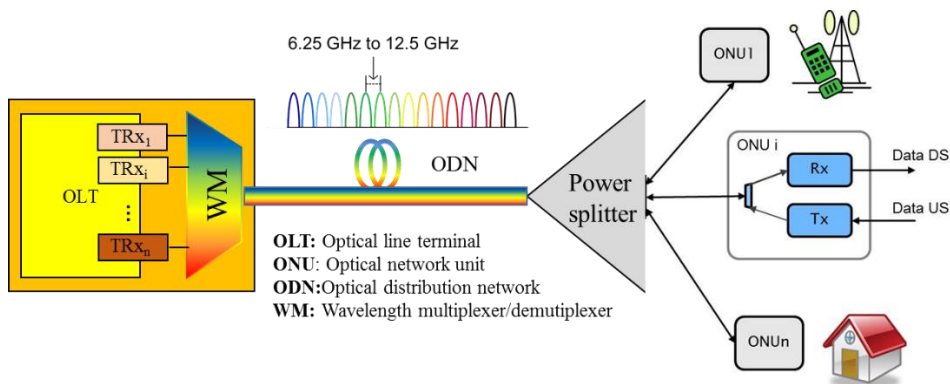 6.25 GHz to 12.5 GHz
OLT
TRx1
TRxi
...
TRxn
WM
ODN
Power
splitter
OLT: Optical line terminal
ONU: Optical network unit
ODN:Optical distribution network
WM: Wavelength multiplexer/demutiplexer
ONU1
ONU i
Rx
Tx
Data DS
Data US
ONUn